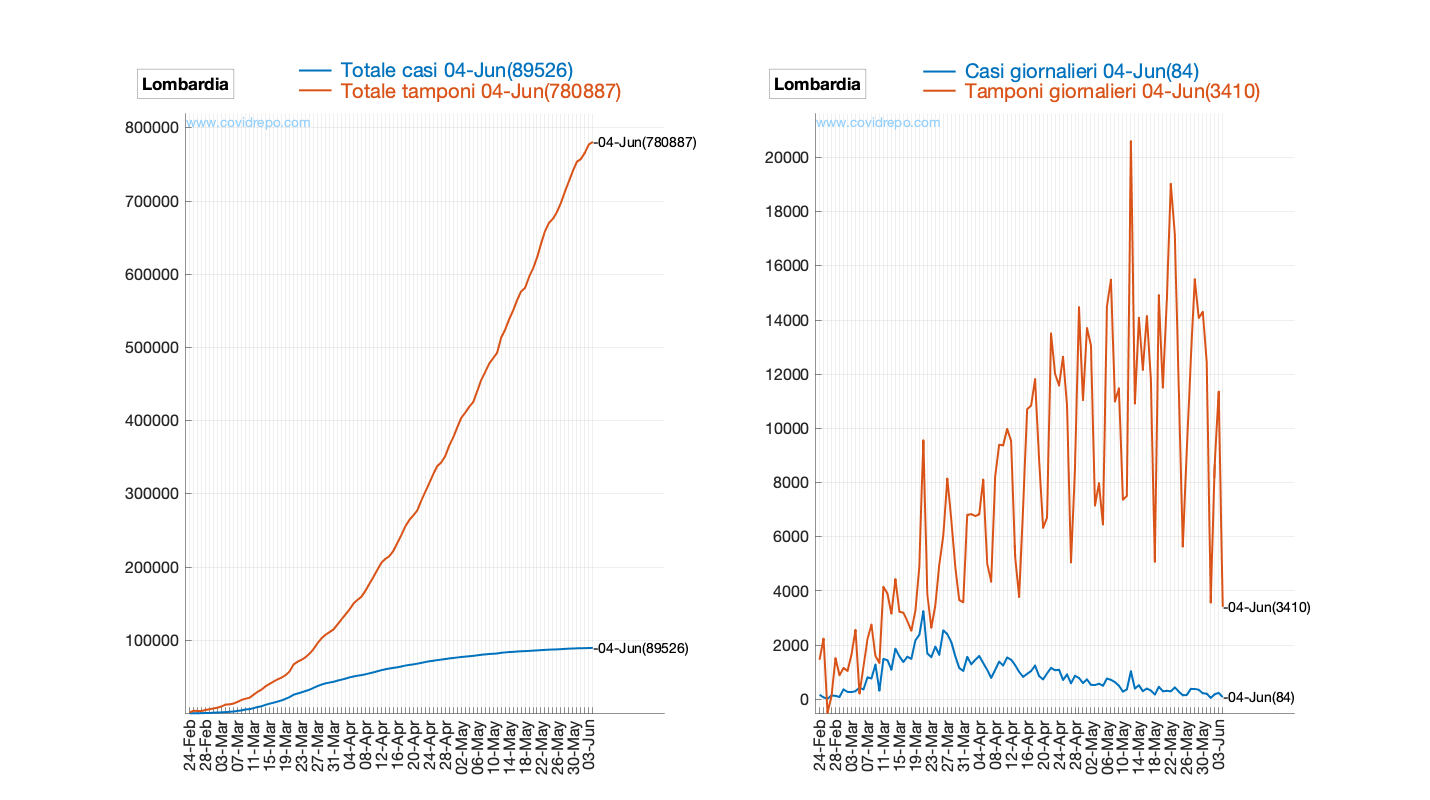 Lombardia
Totale casi 04-Jun(89526)
Totale tamponi 04-Jun(780887)
www.covidrepo.com
800000
700000
600000
500000
400000
300000
200000
100000
-04-Jun(780887)
-04-Jun(89526)
24-Feb
28-Feb
03-Mar
07-Mar
11-Mar
15-Mar
19-Mar
23-Mar
27-Mar
31-Mar
04-Apr
08-Apr
12-Apr
16-Apr
20-Apr
24-Apr
28-Apr
02-May
06-May
10-May
14-May
18-May
22-May
26-May
30-May
03-Jun
Lombardia
Casi giornalieri 04-Jun(84)
Tamponi giornalieri 04-Jun(3410)
www.covidrepo.com
20000
18000
16000
14000
12000
10000
8000
6000
4000
2000
0
-04-Jun(3410)
-04-Jun(84)
24-Feb
28-Feb
03-Mar
07-Mar
11-Mar
15-Mar
19-Mar
23-Mar
27-Mar
31-Mar
04-Apr
08-Apr
12-Apr
16-Apr
20-Apr
24-Apr
28-Apr
02-May
06-May
10-May
14-May
18-May
22-May
26-May
30-May
03-Jun